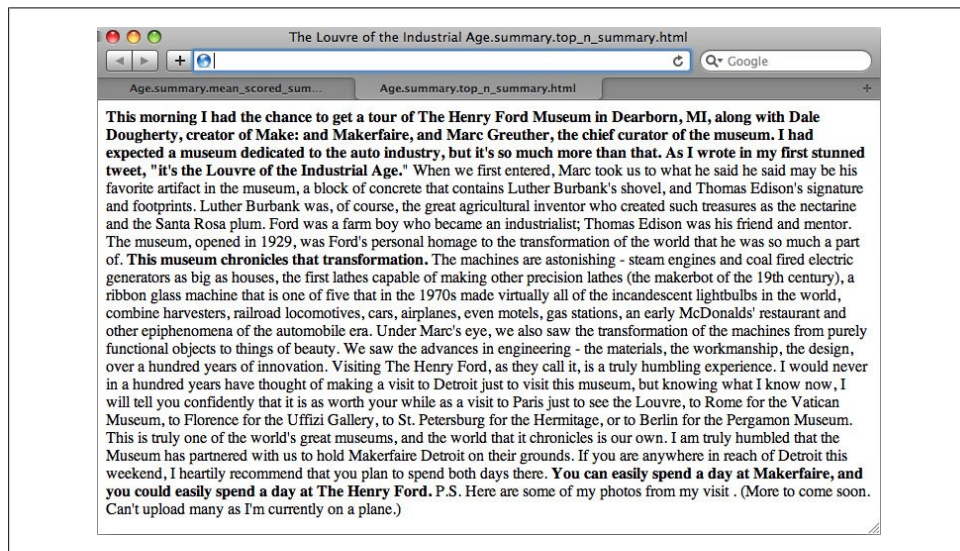 The Louvre of the Industrial Age.summary.top_n_summary.html
Google
Age.summary.mean_scored_sum...
Age.summary.top_n_summary.html
This morning I had the chance to get a tour of The Henry Ford Museum in Dearborn, MI, along with Dale
Dougherty, creator of Make: and Makerfaire, and Marc Greuther, the chief curator of the museum. I had
expected a museum dedicated to the auto industry, but it's so much more than that. As I wrote in my first stunned
tweet, "it's the Louvre of the Industrial Age." When we first entered, Marc took us to what he said he said may be his
favorite artifact in the museum, a block of concrete that contains Luther Burbank's shovel, and Thomas Edison's signature
and footprints. Luther Burbank was, of course, the great agricultural inventor who created such treasures as the nectarine
and the Santa Rosa plum. Ford was a farm boy who became an industrialist; Thomas Edison was his friend and mentor.
The museum, opened in 1929, was Ford's personal homage to the transformation of the world that he was so much a part
of. This museum chronicles that transformation. The machines are astonishing - steam engines and coal fired electric
generators as big as houses, the first lathes capable of making other precision lathes (the makerbot of the 19th century), a
ribbon glass machine that is one of five that in the 1970s made virtually all of the incandescent lightbulbs in the world,
combine harvesters, railroad locomotives, cars, airplanes, even motels, gas stations, an early McDonalds' restaurant and
other epiphenomena of the automobile era. Under Marc's eye, we also saw the transformation of the machines from purely
functional objects to things of beauty. We saw the advances in engineering - the materials, the workmanship, the design,
over a hundred years of innovation. Visiting The Henry Ford, as they call it, is a truly humbling experience. I would never
in a hundred years have thought of making a visit to Detroit just to visit this museum, but knowing what I know now, I
will tell you confidently that it is as worth your while as a visit to Paris just to see the Louvre, to Rome for the Vatican
Museum, to Florence for the Uffizi Gallery, to St. Petersburg for the Hermitage, or to Berlin for the Pergamon Museum.
This is truly one of the world's great museums, and the world that it chronicles is our own. I am truly humbled that the
Museum has partnered with us to hold Makerfaire Detroit on their grounds. If you are anywhere in reach of Detroit this
weekend, I heartily recommend that you plan to spend both days there. You can easily spend a day at Makerfaire, and
you could easily spend a day at The Henry Ford. P.S. Here are some of my photos from my visit . (More to come soon.
Can't upload many as I'm currently on a plane.)